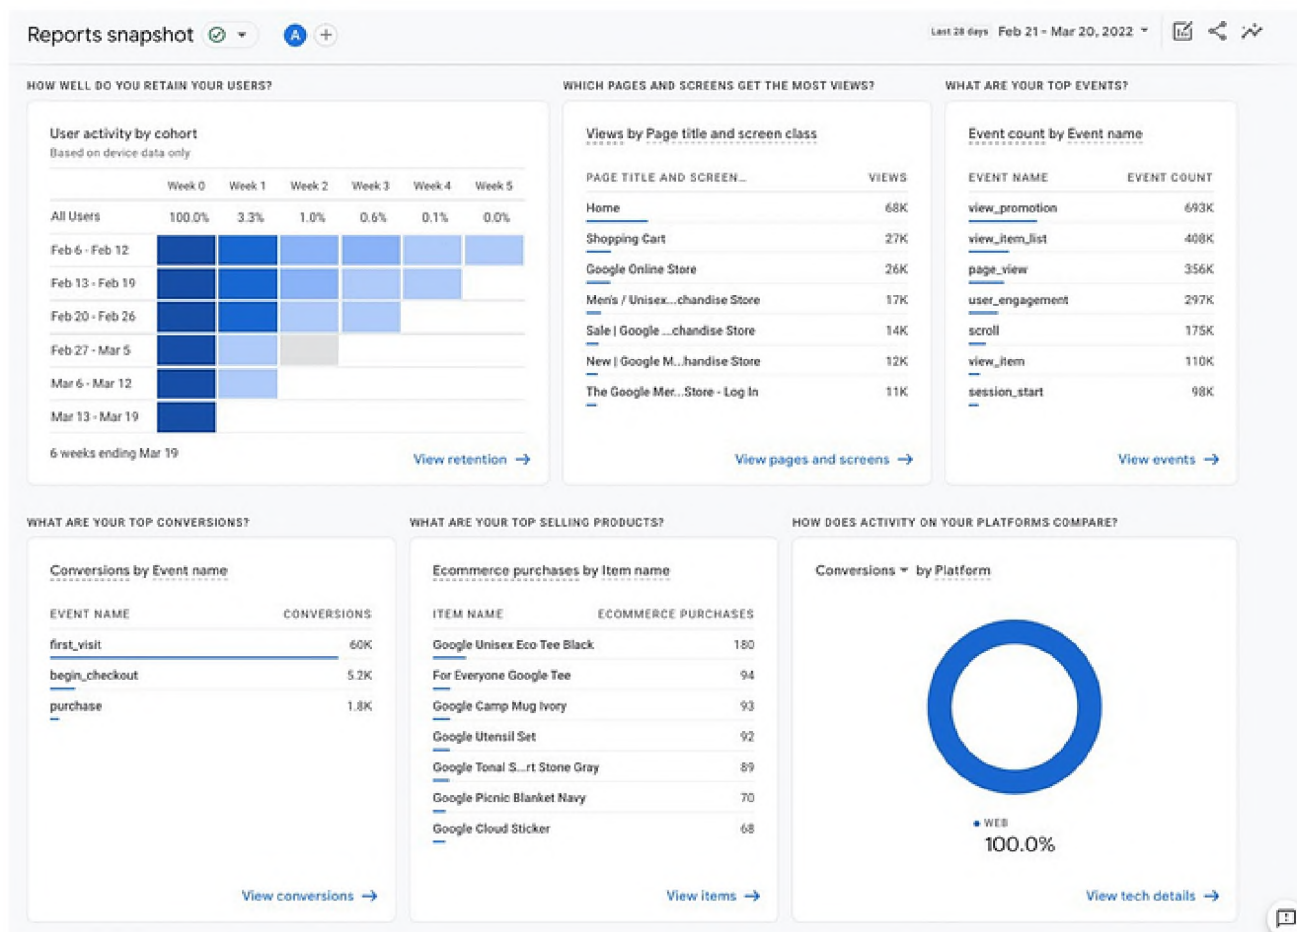 Reports snapshot
A
Last 28 days Feb 21 - Mar 20, 2022
HOW WELL DO YOU RETAIN YOUR USERS?
User activity by cohort
Based on device data only
Week 0 Week 1 Week 2 Week 3 Week 4 Week 5
All Users 100.0% 3.3% 1.0% 0.6% 0.1% 0.0%
Feb 6 - Feb 12
Feb 13 - Feb 19
Feb 20 - Feb 26
Feb 27 - Mar 5
Mar 6 - Mar 12
Mar 13 - Mar 19
6 weeks ending Mar 19
View retention
WHICH PAGES AND SCREENS GET THE MOST VIEWS?
Views by Page title and screen class
PAGE TITLE AND SCREEN... VIEWS
Home 68K
Shopping Cart 27K
Google Online Store 26K
Men's / Unisex...chandise Store 17K
Sale | Google ...chandise Store 14K
New | Google M...handise Store 12K
The Google Mer...Store - Log In 11K
View pages and screens
WHAT ARE YOUR TOP EVENTS?
Event count by Event name
EVENT NAME EVENT COUNT
view_promotion 693K
view_item_list 408K
page_view 356K
user_engagement 297K
scroll 175K
view_item 110K
session_start 98K
View events
WHAT ARE YOUR TOP CONVERSIONS?
Conversions by Event name
EVENT NAME CONVERSIONS
first_visit 60K
begin_checkout 5.2K
purchase 1.8K
View conversions
WHAT ARE YOUR TOP SELLING PRODUCTS?
Ecommerce purchases by Item name
ITEM NAME ECOMMERCE PURCHASES
Google Unisex Eco Tee Black 180
For Everyone Google Tee 94
Google Camp Mug Ivory 93
Google Utensil Set 92
Google Tonal S...rt Stone Gray 89
Google Picnic Blanket Navy 70
Google Cloud Sticker 68
View items
HOW DOES ACTIVITY ON YOUR PLATFORMS COMPARE?
Conversions by Platform
WEB
100.0%
View tech details